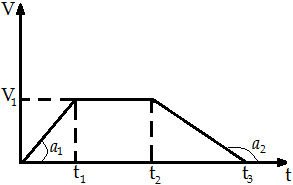 V
V₁
a₁
a₂
t₁ t₂ t₃ t